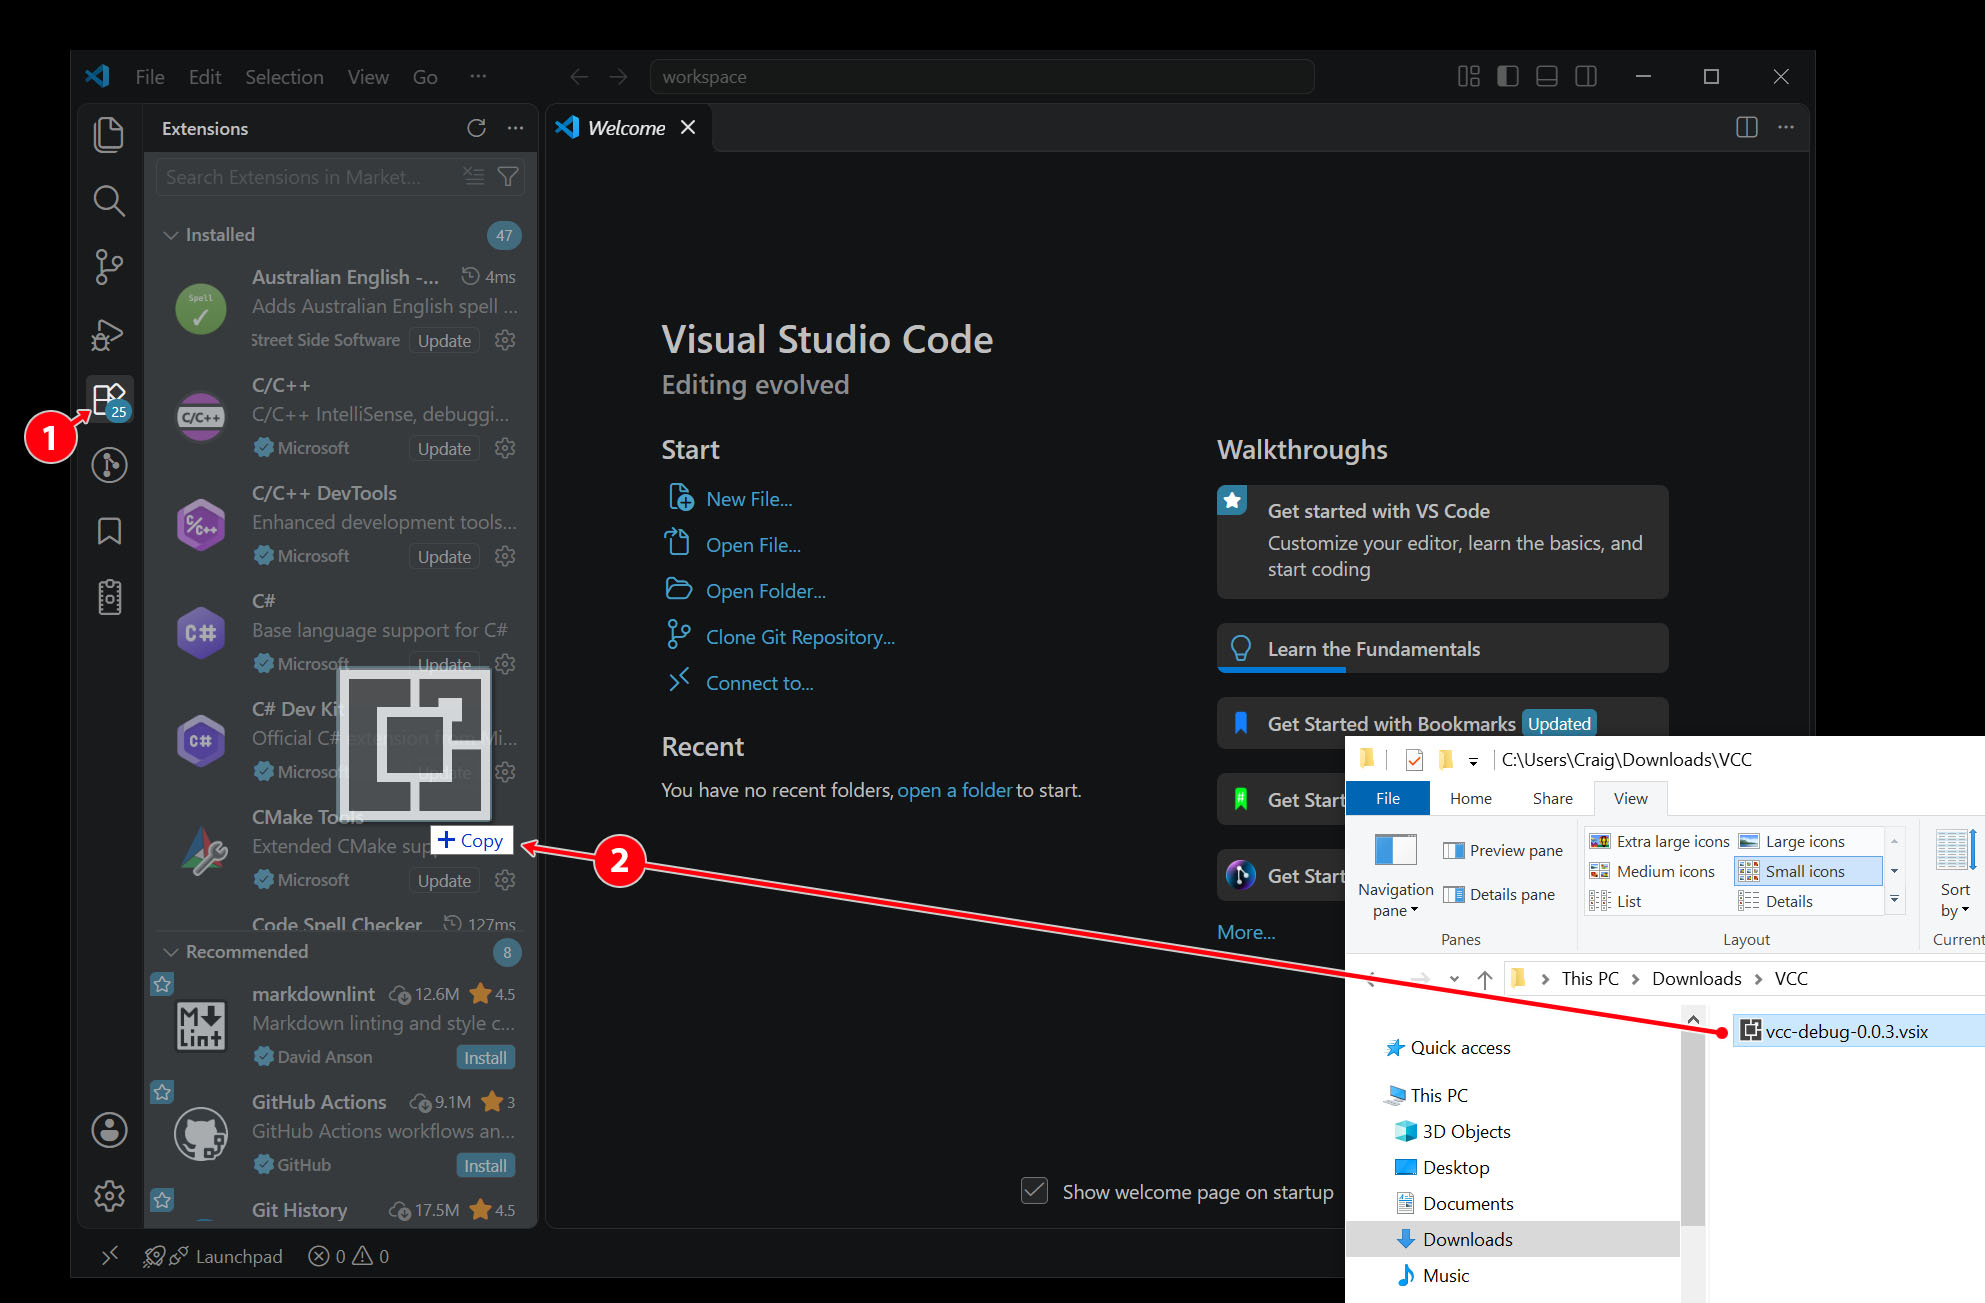 File Edit Selection View Go ···
workspace
Extensions
Welcome
Search Extensions in Market...
Installed 47
Australian English -... 4ms
Adds Australian English spell ...
Street Side Software Update
Spell
C/C++
C/C++ IntelliSense, debuggi...
C/C++
Microsoft Update
C/C++ DevTools
Enhanced development tools...
C/C++
Microsoft Update
C#
Base language support for C#
C#
Microsoft Update
C# Dev Kit
Official C# extension from Mi...
C#
Microsoft Update
CMake Tools
Extended CMake sup
Microsoft Update
+ Copy
Code Spell Checker 127ms
Recommended 8
markdownlint 12.6M 4.5
Markdown linting and style c...
M Lint
David Anson Install
GitHub Actions 9.1M 3
GitHub Actions workflows an...
GitHub Install
Git History 17.5M 4.5
25
1
2
Visual Studio Code
Editing evolved
Start
New File...
Open File...
Open Folder...
Clone Git Repository...
Connect to...
Recent
You have no recent folders, open a folder to start.
Walkthroughs
Get started with VS Code
Customize your editor, learn the basics, and
start coding
Learn the Fundamentals
Get Started with Bookmarks Updated
Get Start
Get Start
More...
Show welcome page on startup
Launchpad 0 0
C:\Users\Craig\Downloads\VCC
File Home Share View
Navigation
pane
Preview pane
Details pane
Panes
Extra large icons Large icons
Medium icons Small icons
List Details
Layout
Sort
by
Current
This PC > Downloads > VCC
vcc-debug-0.0.3.vsix
Quick access
This PC
3D Objects
Desktop
Documents
Downloads
Music